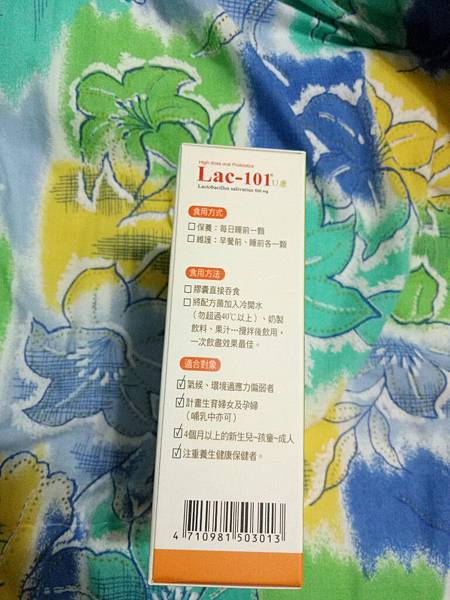 High dose oral Probiotics
Lac-101® U康
Lactobacillus salivarius 500 mg
食用方式
保養：每日睡前一顆
維護：早餐前、睡前各一顆
食用方法
膠囊直接吞食
將配方菌加入冷開水
（勿超過40℃以上）、奶製
飲料、果汁…攪拌後飲用，
一次飲盡效果最佳。
適合對象
氣候、環境適應力偏弱者
計畫生育婦女及孕婦
（哺乳中亦可）
4個月以上的新生兒~孩童~成人
注重養生健康保健者。
4 710981 503013